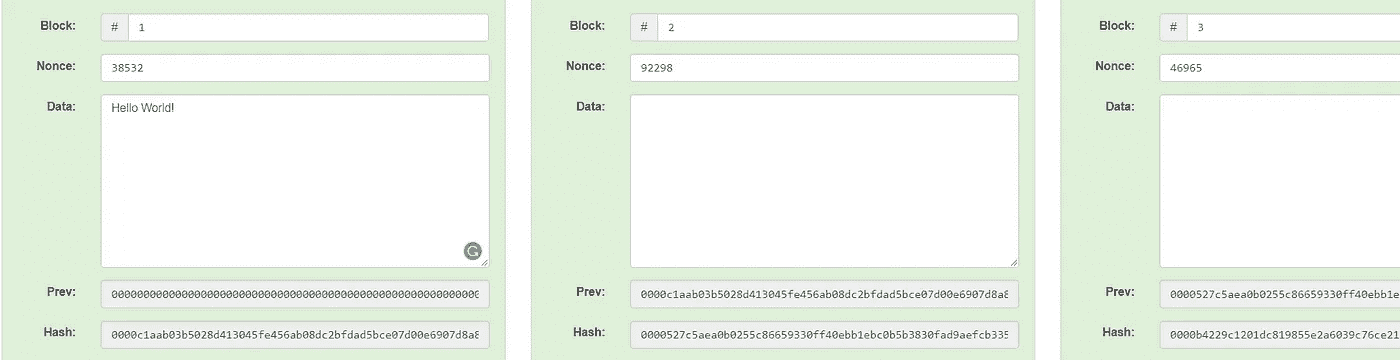 Block: # 1
Nonce: 38532
Data: Hello World!
Prev: 0000000000000000000000000000000000000000000000000000000000
Hash: 0000c1aab03b5028d413045fe456ab08dc2bfdad5bce07d00e6907d8a8
Block: # 2
Nonce: 92298
Data:
Prev: 0000c1aab03b5028d413045fe456ab08dc2bfdad5bce07d00e6907d8a8
Hash: 0000527c5aea0b0255c86659330ff40ebb1ebc0b5b3830fad9aefcb335
Block: # 3
Nonce: 46965
Data:
Prev: 0000527c5aea0b0255c86659330ff40ebb1e
Hash: 0000b4229c1201dc819855e2a6039c76ce21